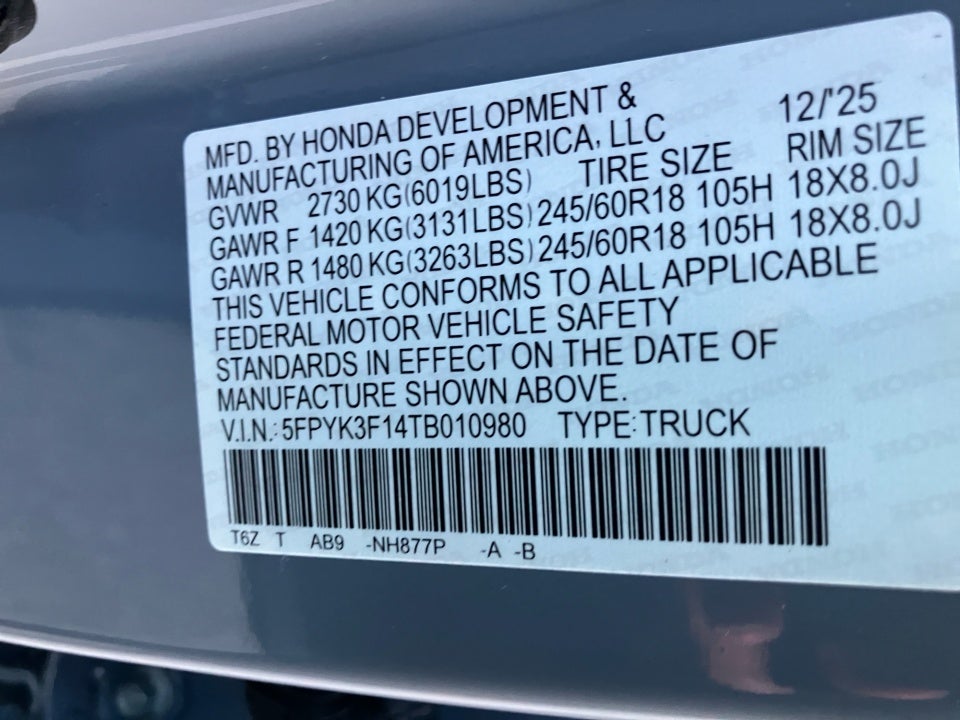 MFD. BY HONDA DEVELOPMENT & 12/'25
MANUFACTURING OF AMERICA, LLC
GVWR 2730 KG(6019LBS) TIRE SIZE RIM SIZE
GAWR F 1420 KG(3131LBS) 245/60R18 105H 18X8.0J
GAWR R 1480 KG(3263LBS) 245/60R18 105H 18X8.0J
THIS VEHICLE CONFORMS TO ALL APPLICABLE
FEDERAL MOTOR VEHICLE SAFETY
STANDARDS IN EFFECT ON THE DATE OF
MANUFACTURE SHOWN ABOVE.
V.I.N.: 5FPYK3F14TB010980 TYPE: TRUCK
T6Z T AB9 -NH877P -A -B